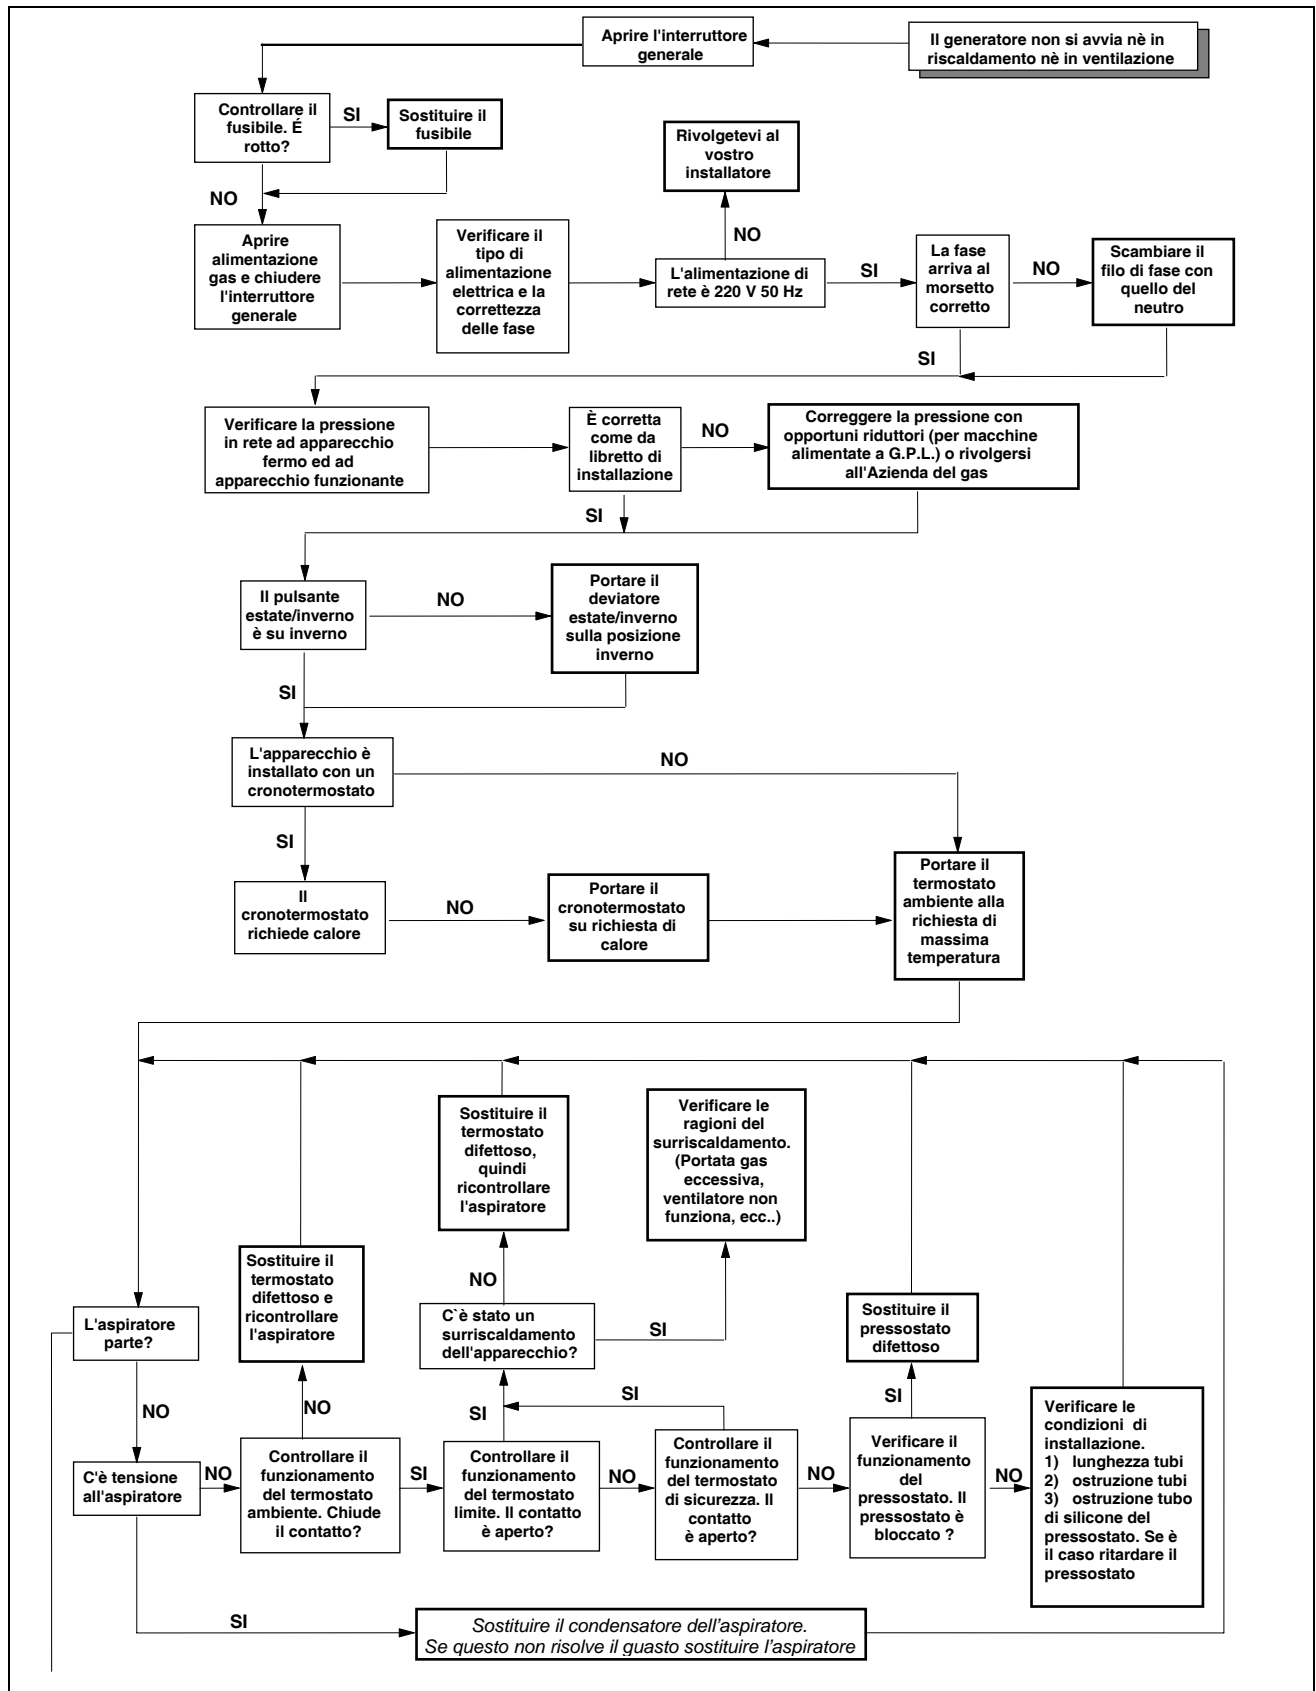 Aprire l'interruttore
generale
Il generatore non si avvia nè in
riscaldamento nè in ventilazione
Controllare il
fusibile. É
rotto?
SI
Sostituire il
fusibile
Rivolgetevi al
vostro
installatore
NO
NO
Aprire
alimentazione
gas e chiudere
l'interruttore
generale
Verificare il
tipo di
alimentazione
elettrica e la
correttezza
delle fase
L'alimentazione di
rete è 220 V 50 Hz
SI
La fase
arriva al
morsetto
corretto
NO
Scambiare il
filo di fase con
quello del
neutro
SI
Verificare la pressione
in rete ad apparecchio
fermo ed ad
apparecchio funzionante
È corretta
come da
libretto di
installazione
NO
Correggere la pressione con
opportuni riduttori (per macchine
alimentate a G.P.L.) o rivolgersi
all'Azienda del gas
SI
Il pulsante
estate/inverno
è su inverno
NO
Portare il
deviatore
estate/inverno
sulla posizione
inverno
SI
L'apparecchio è
installato con un
cronotermostato
NO
SI
Il
cronotermostato
richiede calore
NO
Portare il
cronotermostato
su richiesta di
calore
Portare il
termostato
ambiente alla
richiesta di
massima
temperatura
Sostituire il
termostato
difettoso,
quindi
ricontrollare
l'aspiratore
Verificare le
ragioni del
surriscaldamento.
(Portata gas
eccessiva,
ventilatore non
funziona, ecc..)
Sostituire il
termostato
difettoso e
ricontrollare
l'aspiratore
NO
L'aspiratore
parte?
C`è stato un
surriscaldamento
dell'apparecchio?
SI
Sostituire il
pressostato
difettoso
NO
NO
SI
SI
SI
C'è tensione
all'aspiratore
NO
Controllare il
funzionamento
del termostato
ambiente. Chiude
il contatto?
SI
Controllare il
funzionamento
del termostato
limite. Il contatto
è aperto?
NO
Controllare il
funzionamento
del termostato
di sicurezza. Il
contatto
è aperto?
NO
Verificare il
funzionamento
del
pressostato. Il
pressostato è
bloccato ?
NO
Verificare le
condizioni di
installazione.
1) lunghezza tubi
2) ostruzione tubi
3) ostruzione tubo
di silicone del
pressostato. Se è
il caso ritardare il
pressostato
SI
Sostituire il condensatore dell'aspiratore.
Se questo non risolve il guasto sostituire l'aspiratore